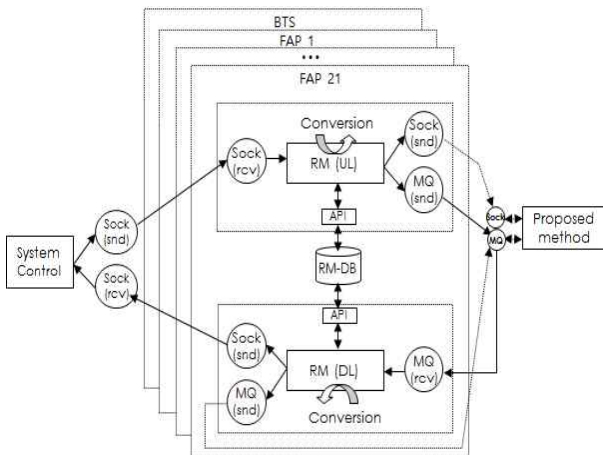 BTS
FAP 1
...
FAP 21
Conversion
Sock
(rcv)
RM (UL)
Sock
(snd)
MQ
(snd)
API
RM-DB
API
Sock
(snd)
System
Control
Sock
(rcv)
Sock
MQ
Proposed
method
Sock
(snd)
MQ
(snd)
RM (DL)
MQ
(rcv)
Conversion